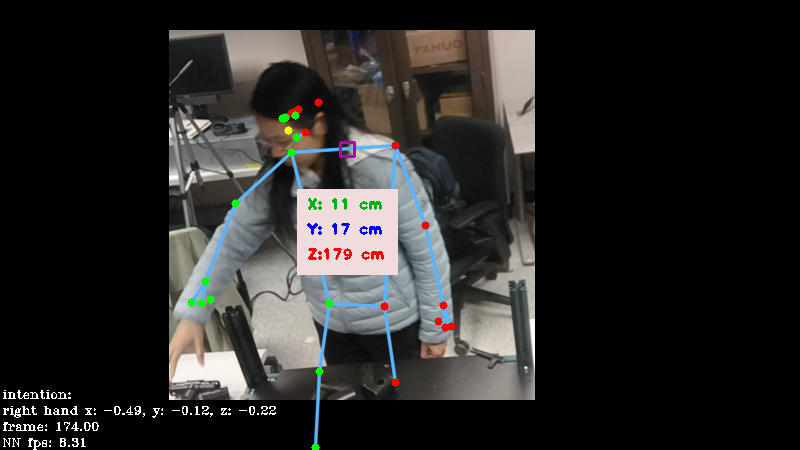 FANUC
X: 11 cm
Y: 17 cm
Z:179 cm
intention:
right hand x: -0.49, y: -0.12, z: -0.22
frame: 174.00
NN fps: 8.31